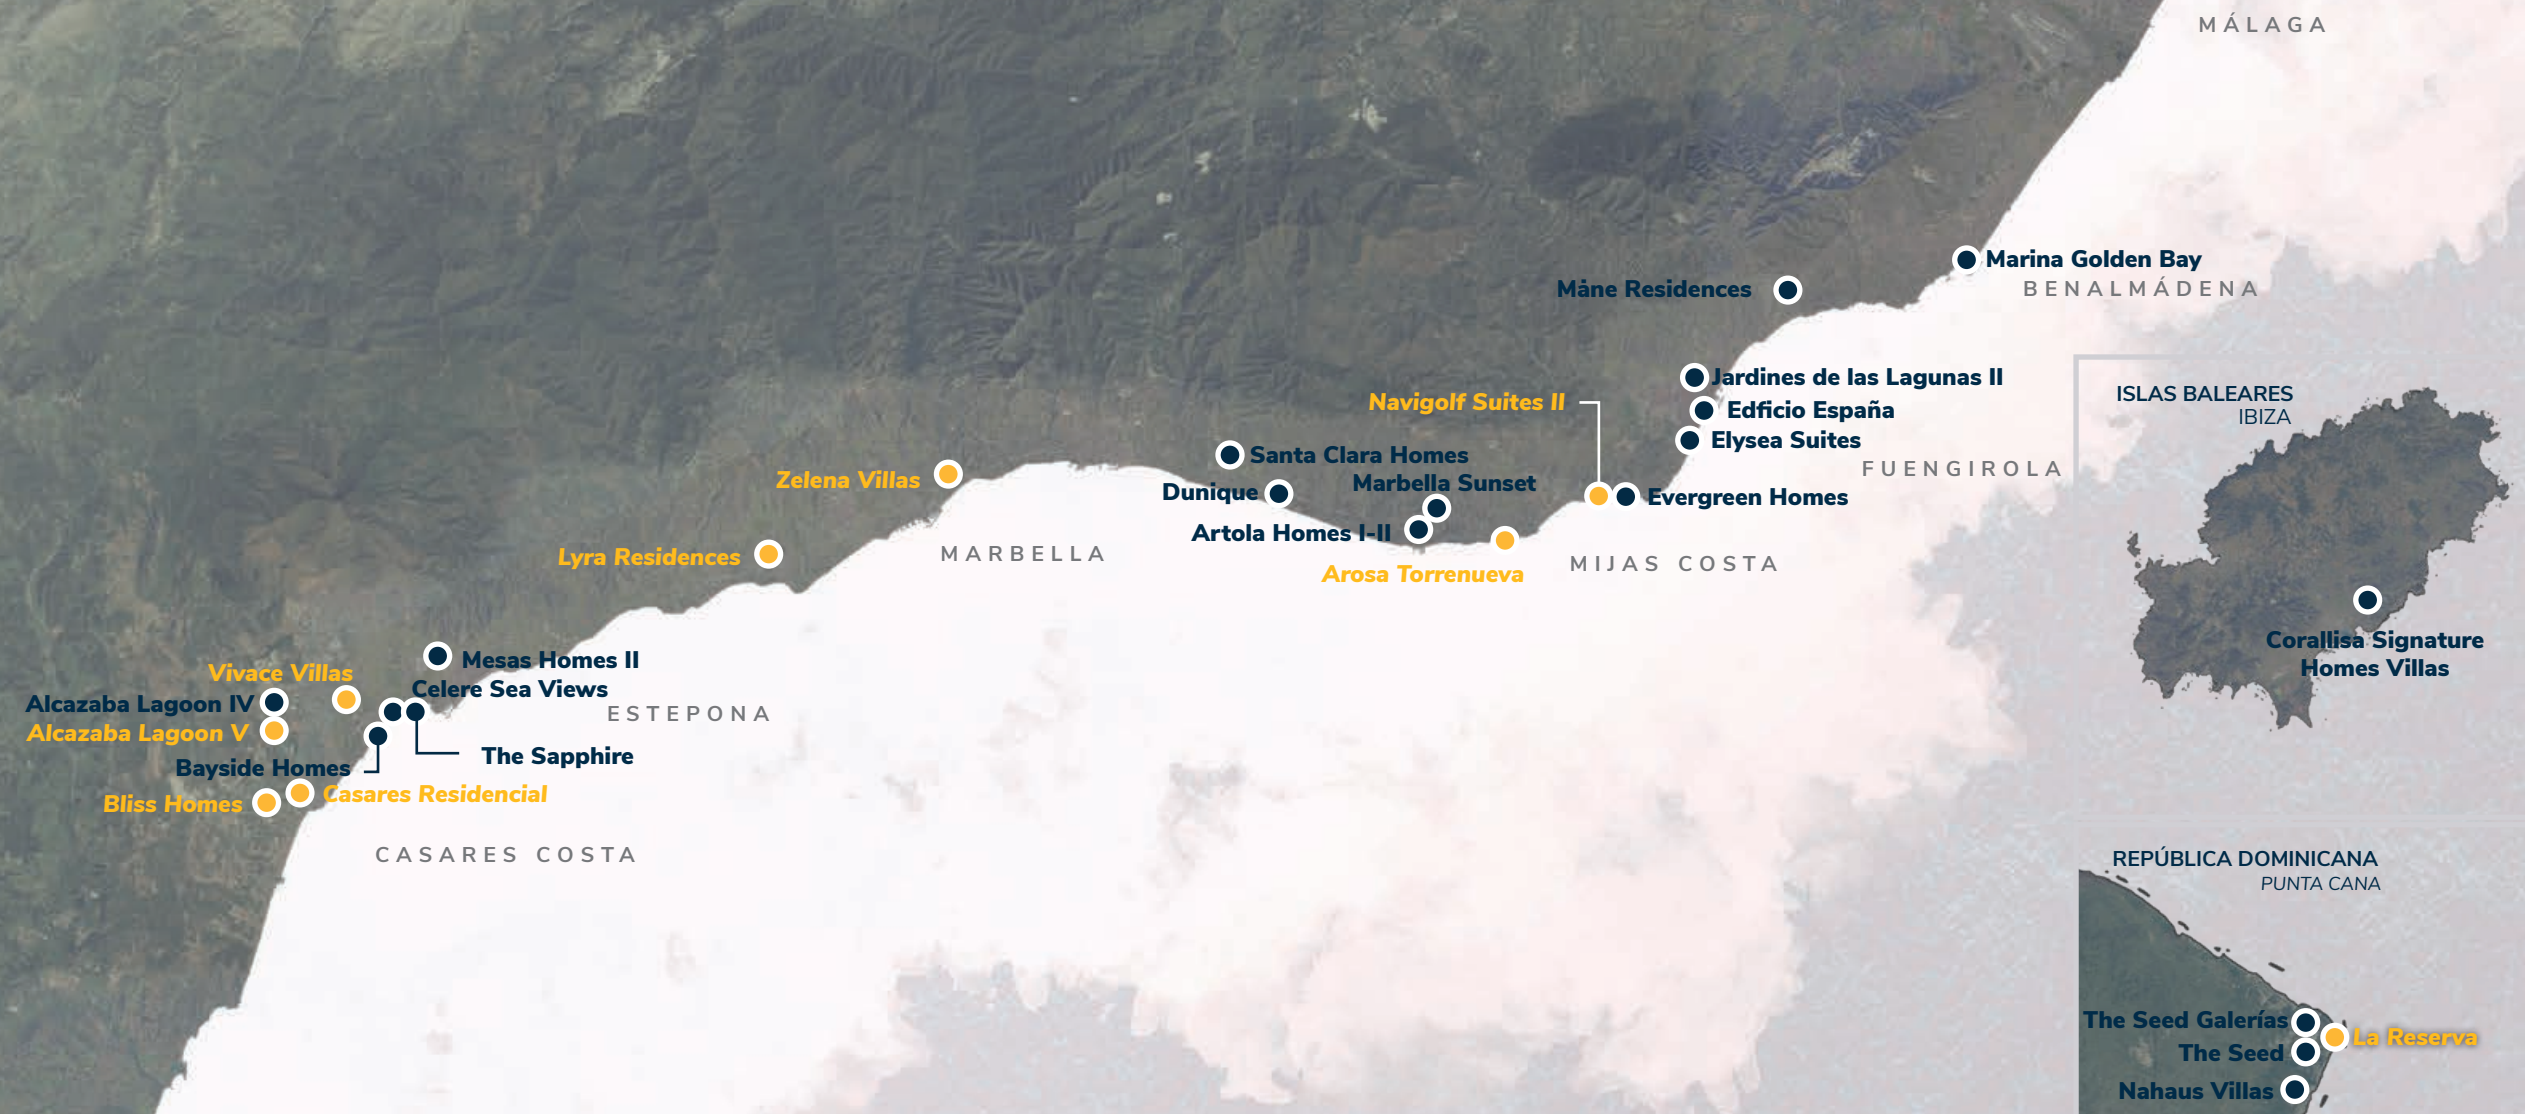 MÁLAGA
Marina Golden Bay
BENALMÁDENA
Måne Residences
Jardines de las Lagunas II
Navigolf Suites II
Edficio España
Elysea Suites
FUENGIROLA
Santa Clara Homes
Marbella Sunset
Dunique
Evergreen Homes
Artola Homes I-II
Zelena Villas
MARBELLA
Lyra Residences
MIJAS COSTA
Arosa Torrenueva
Mesas Homes II
Vivace Villas
Celere Sea Views
Alcazaba Lagoon IV
ESTEPONA
Alcazaba Lagoon V
The Sapphire
Bayside Homes
Casares Residencial
Bliss Homes
CASARES COSTA
ISLAS BALEARES
IBIZA
Corallisa Signature
Homes Villas
REPÚBLICA DOMINICANA
PUNTA CANA
The Seed Galerías
La Reserva
The Seed
Nahaus Villas